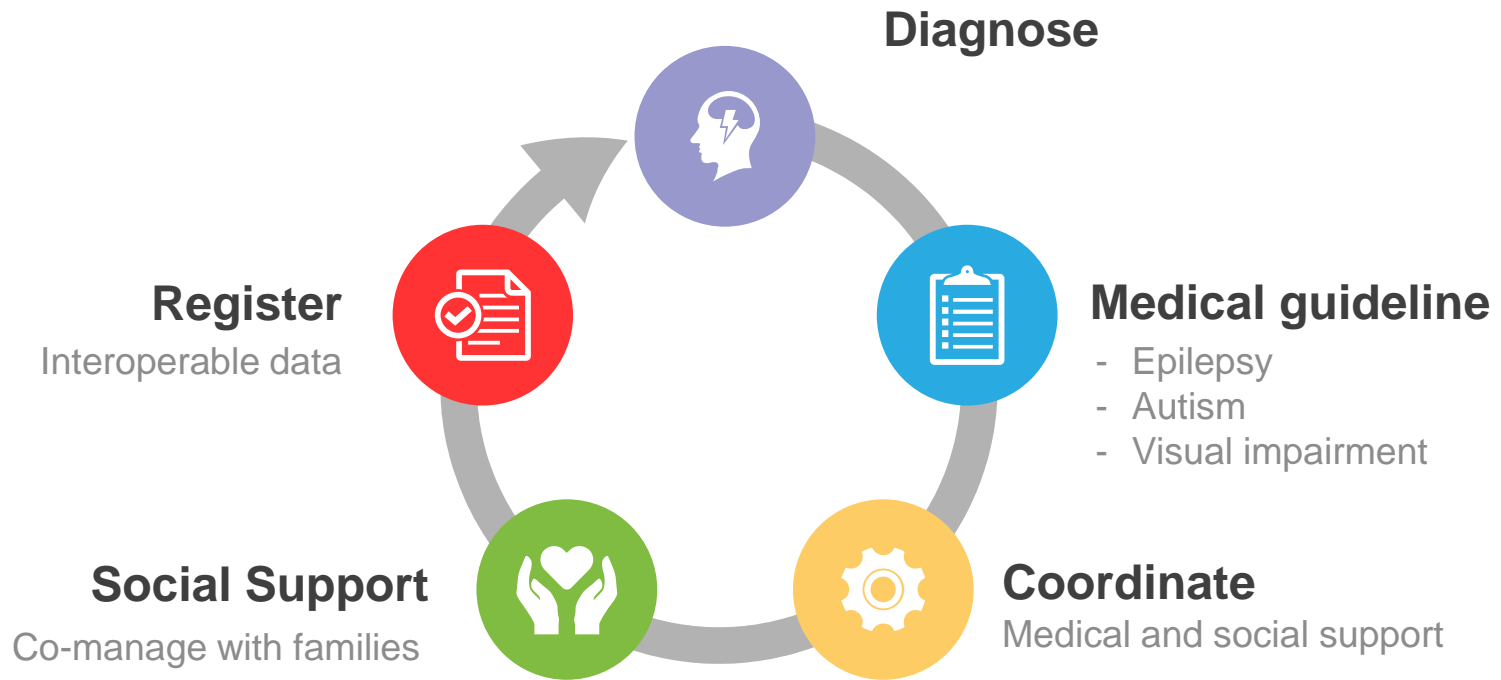 Diagnose
Medical guideline
- Epilepsy
- Autism
- Visual impairment
Coordinate
Medical and social support
Social Support
Co-manage with families
Register
Interoperable data